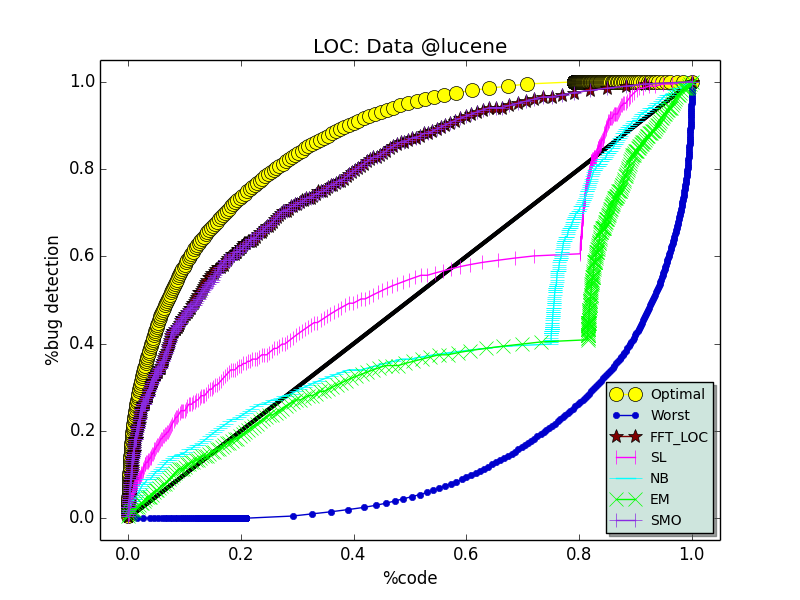 LOC: Data @lucene
1.0
0.8
0.6
0.4
0.2
0.0
%bug detection
Optimal
Worst
FFT_LOC
SL
NB
EM
SMO
0.0 0.2 0.4 0.6 0.8 1.0
%code